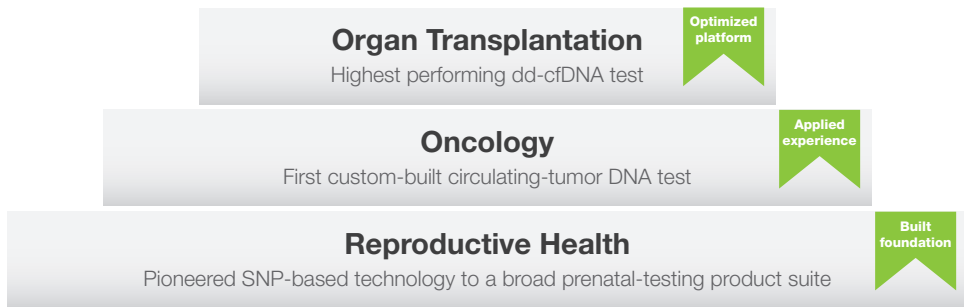 Organ Transplantation
Highest performing dd-cfDNA test
Optimized
platform
Oncology
First custom-built circulating-tumor DNA test
Applied
experience
Reproductive Health
Pioneered SNP-based technology to a broad prenatal-testing product suite
Built
foundation